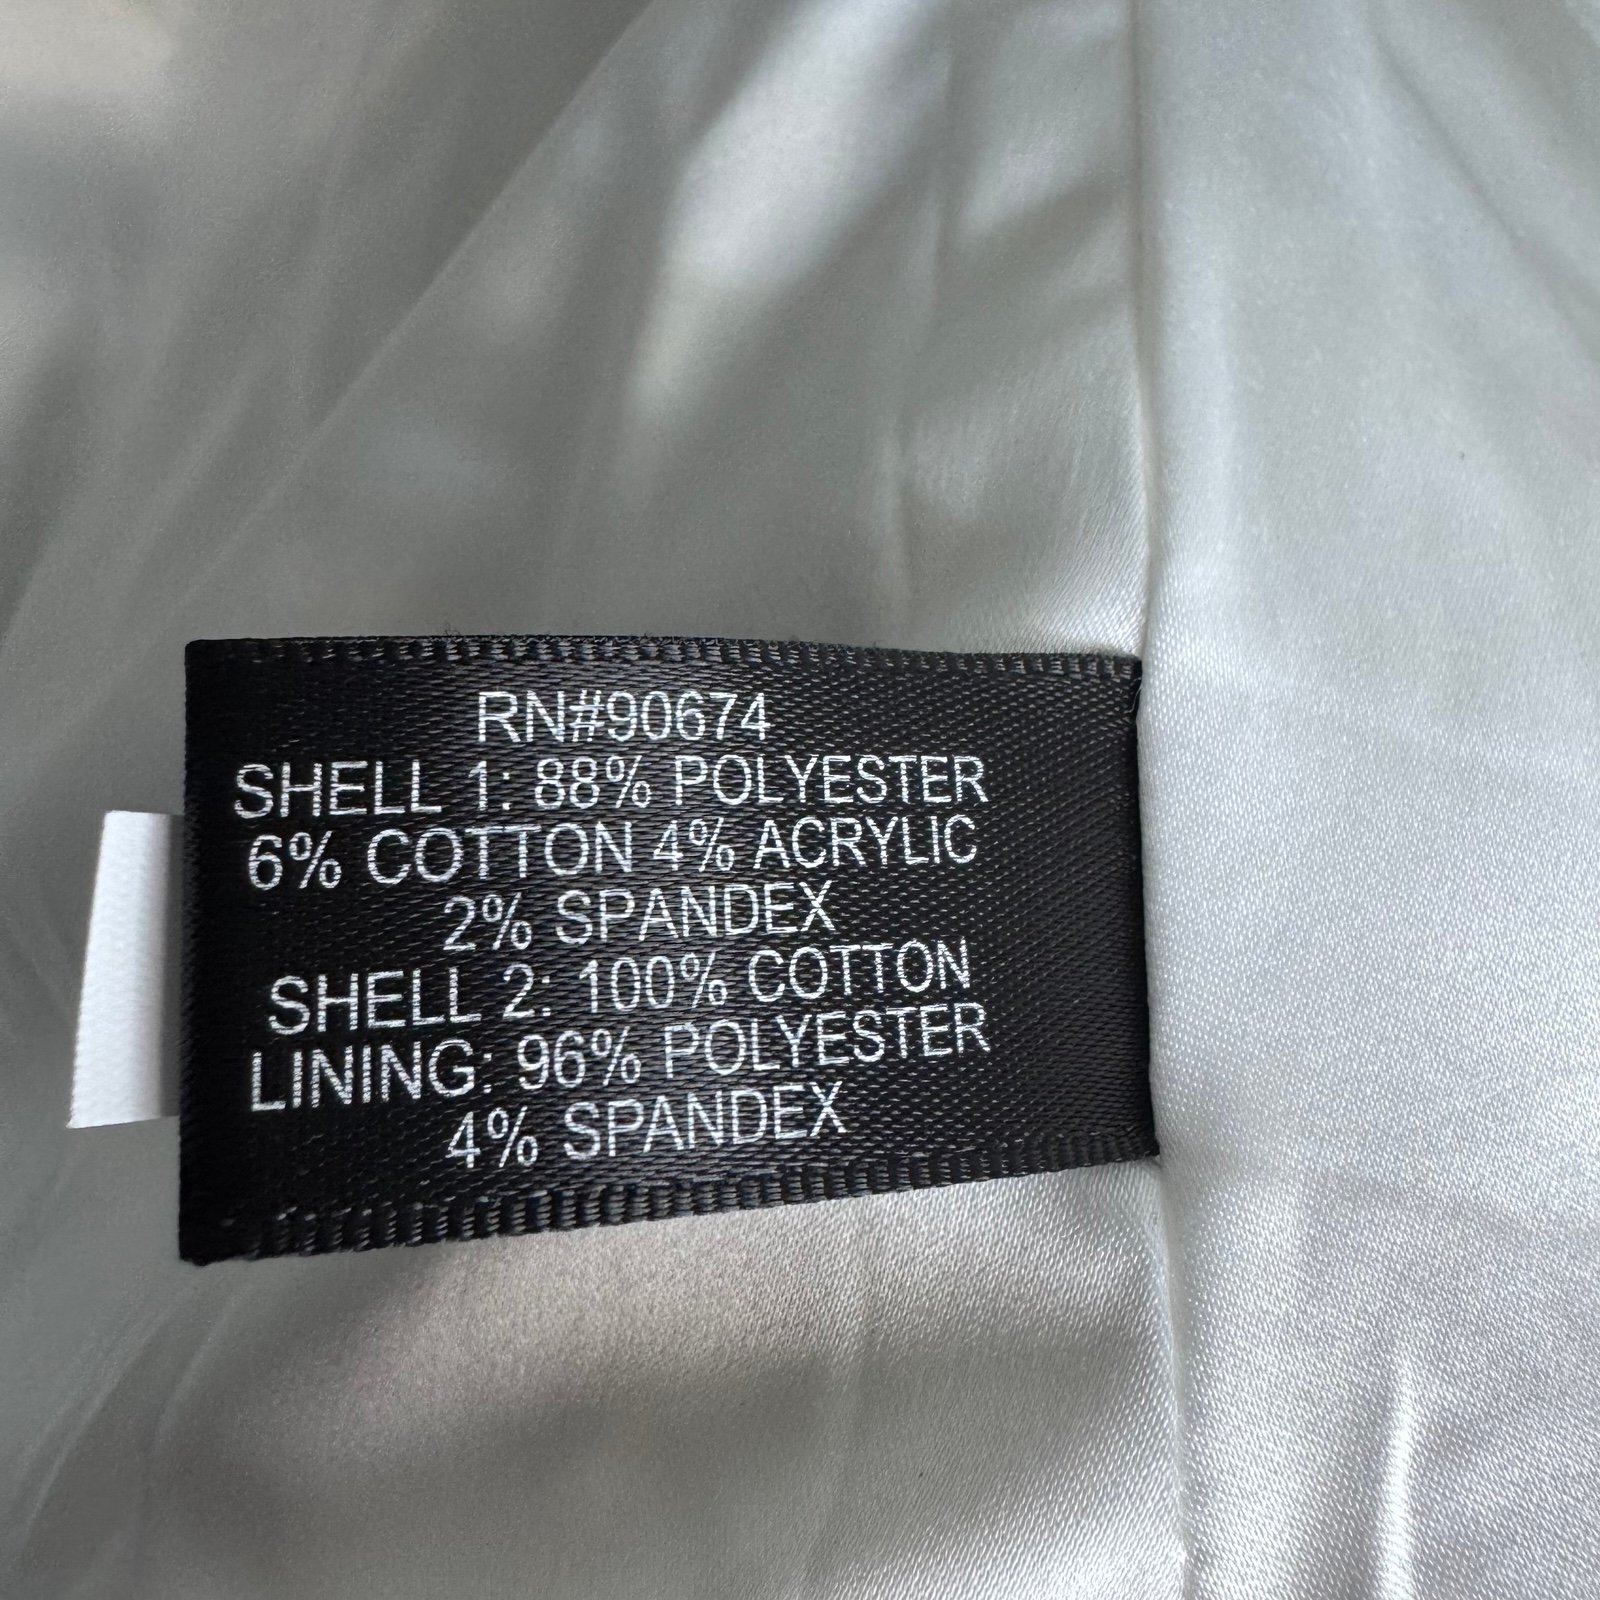 RN#90674
SHELL 1: 88% POLYESTER
6% COTTON 4% ACRYLIC
2% SPANDEX
SHELL 2: 100% COTTON
LINING: 96% POLYESTER
4% SPANDEX